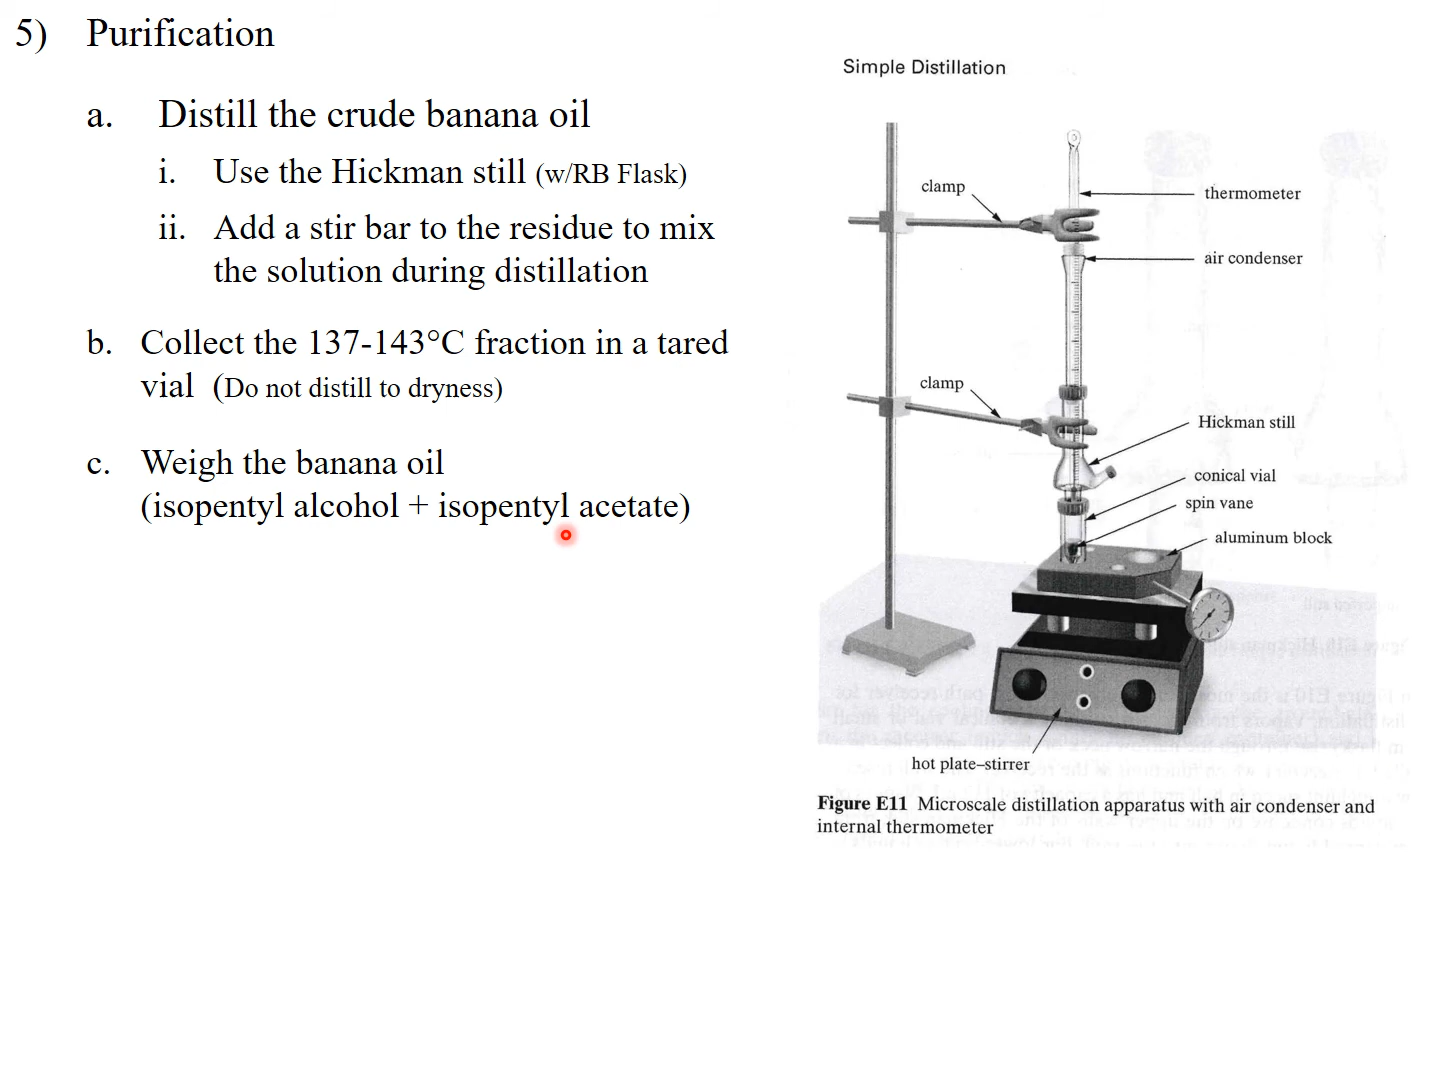 5) Purification
a. Distill the crude banana oil
i. Use the Hickman still (w/RB Flask)
ii. Add a stir bar to the residue to mix
the solution during distillation
b. Collect the 137-143°C fraction in a tared
vial (Do not distill to dryness)
c. Weigh the banana oil
(isopentyl alcohol + isopentyl acetate)
Simple Distillation
clamp
thermometer
air condenser
clamp
Hickman still
conical vial
spin vane
aluminum block
hot plate–stirrer
Figure E11 Microscale distillation apparatus with air condenser and
internal thermometer